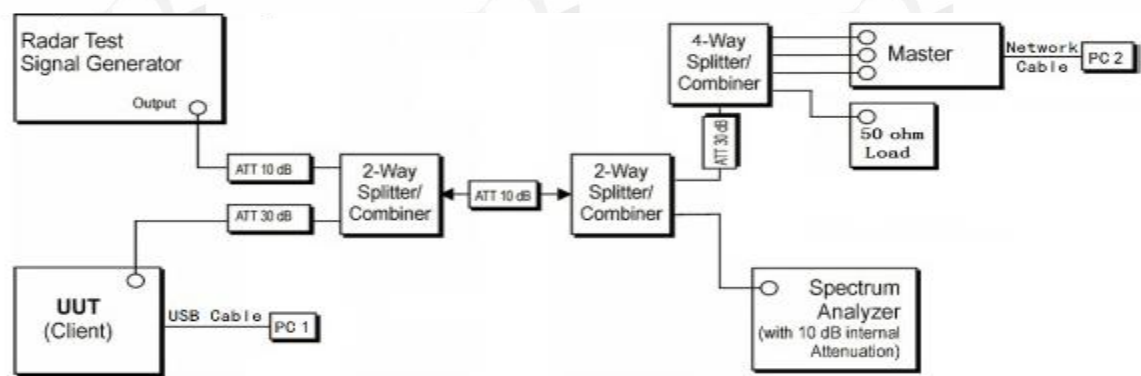 Radar Test
Signal Generator
Output
ATT 10 dB
2-Way
Splitter/
Combiner
ATT 30 dB
UUT
(Client)
USB Cable
PC 1
ATT 10 dB
2-Way
Splitter/
Combiner
ATT 30 dB
4-Way
Splitter/
Combiner
Master
Network
Cable
PC 2
50 ohm
Load
Spectrum
Analyzer
(with 10 dB internal
Attenuation)